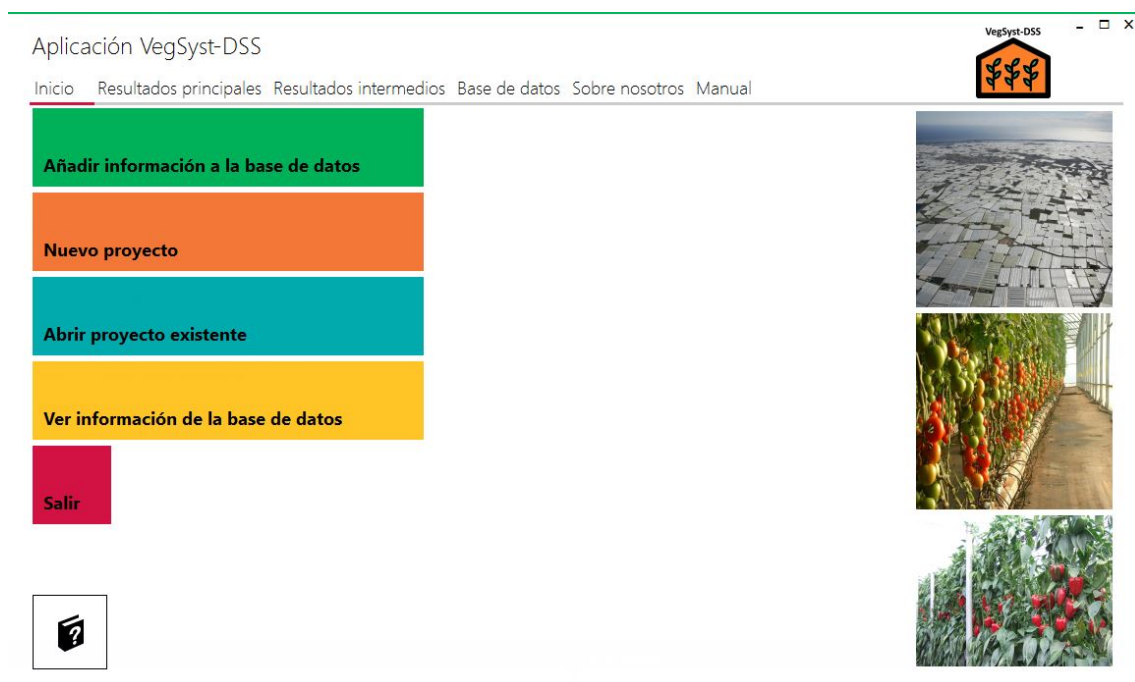 VegSyst-DSS
Aplicación VegSyst-DSS
Inicio Resultados principales Resultados intermedios Base de datos Sobre nosotros Manual
Añadir información a la base de datos
Nuevo proyecto
Abrir proyecto existente
Ver información de la base de datos
Salir
?